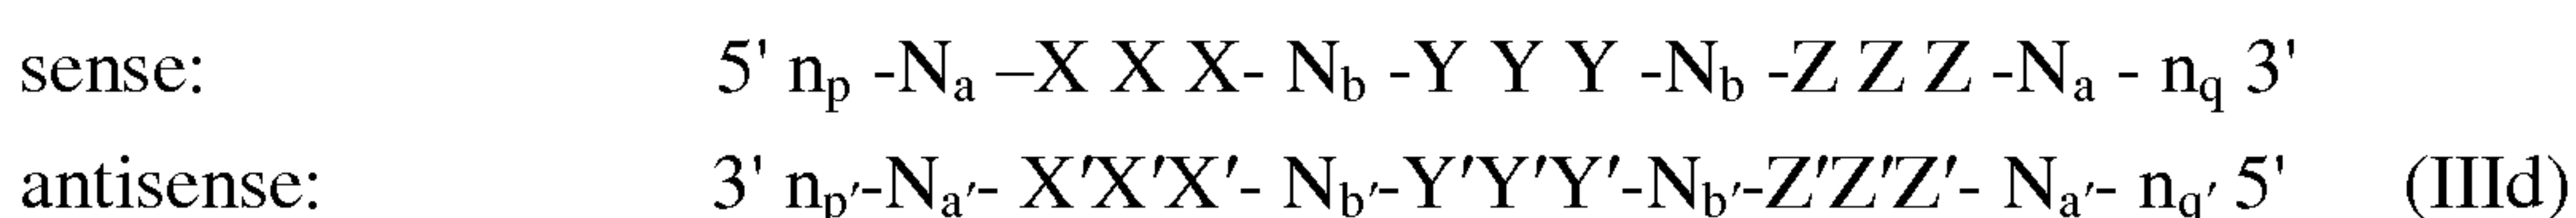 sense: 5' np -Na –X X X- Nb -Y Y Y -Nb -Z Z Z -Na - nq 3'
antisense: 3' np′-Na′- X′X′X′- Nb′-Y′Y′Y′-Nb′-Z′Z′Z′- Na′- nq′ 5' (IIId)